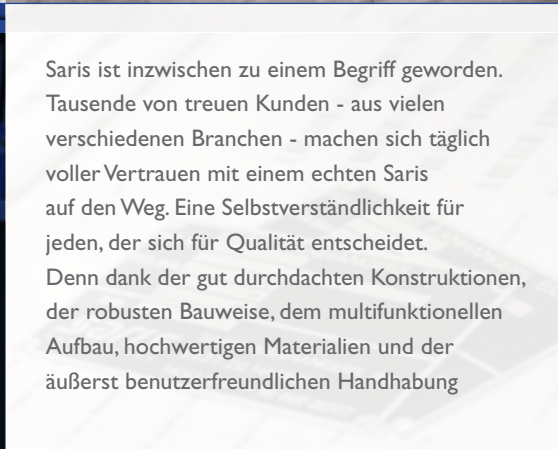 Saris ist inzwischen zu einem Begriff geworden.
Tausende von treuen Kunden - aus vielen
verschiedenen Branchen - machen sich täglich
voller Vertrauen mit einem echten Saris
auf den Weg. Eine Selbstverständlichkeit für
jeden, der sich für Qualität entscheidet.
Denn dank der gut durchdachten Konstruktionen,
der robusten Bauweise, dem multifunktionellen
Aufbau, hochwertigen Materialien und der
äußerst benutzerfreundlichen Handhabung